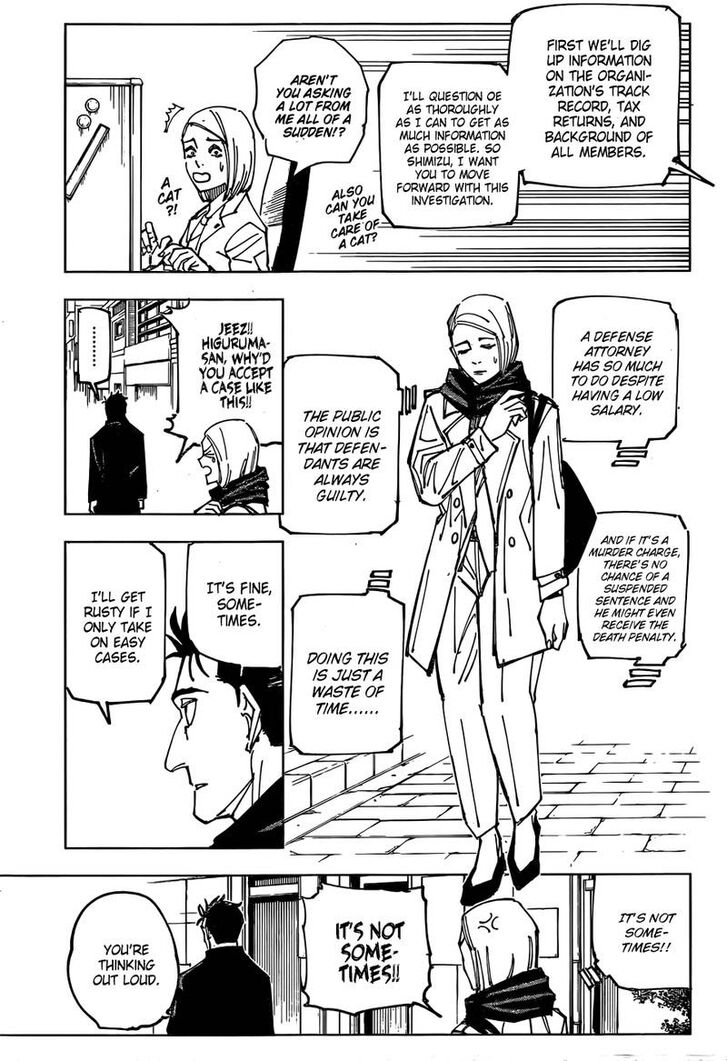 FIRST WE'LL DIG
UP INFORMATION
ON THE ORGANI-
ZATION'S TRACK
RECORD, TAX
RETURNS, AND
BACKGROUND OF
ALL MEMBERS.
I'LL QUESTION OE
AS THOROUGHLY
AS I CAN TO GET AS
MUCH INFORMATION
AS POSSIBLE. SO
SHIMIZU, I WANT
YOU TO MOVE
FORWARD WITH THIS
INVESTIGATION.
ALSO
CAN YOU
TAKE
CARE OF
A CAT?
AREN'T
YOU ASKING
A LOT FROM
ME ALL OF A
SUDDEN!?
A
CAT
?!
A DEFENSE
ATTORNEY
HAS SO MUCH
TO DO DESPITE
HAVING A LOW
SALARY.
AND IF IT'S A
MURDER CHARGE,
THERE'S NO
CHANCE OF A
SUSPENDED
SENTENCE AND
HE MIGHT EVEN
RECEIVE THE
DEATH PENALTY.
THE PUBLIC
OPINION IS
THAT DEFEN-
DANTS ARE
ALWAYS
GUILTY.
DOING THIS
IS JUST A
WASTE OF
TIME......
JEEZ!!
HIGURUMA-
SAN, WHY'D
YOU ACCEPT
A CASE LIKE
THIS!!
........
IT'S FINE,
SOME-
TIMES.
I'LL GET
RUSTY IF I
ONLY TAKE
ON EASY
CASES.
IT'S NOT
SOME-
TIMES!!
IT'S NOT
SOME-
TIMES!!
YOU'RE
THINKING
OUT LOUD.